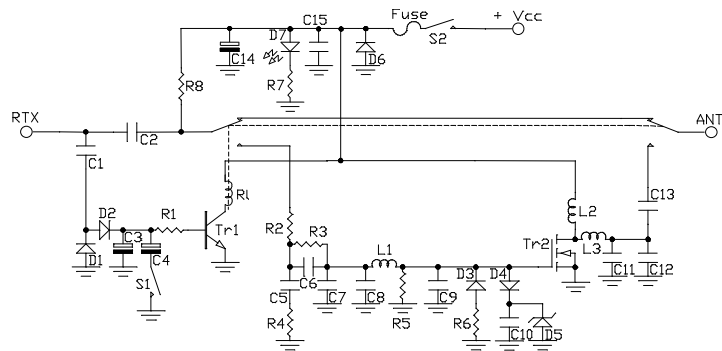 Fuse
+ Vcc
D7
C15
S2
C14
D6
R8
R7
RTX
ANT
C2
C1
Rl
C13
L2
D2
R1
R2
R3
Tr1
C3
C4
Tr2
L3
D1
L1
S1
C6
D3
D4
C11
C12
C5
C7
C8
C9
R4
R5
R6
C10
D5